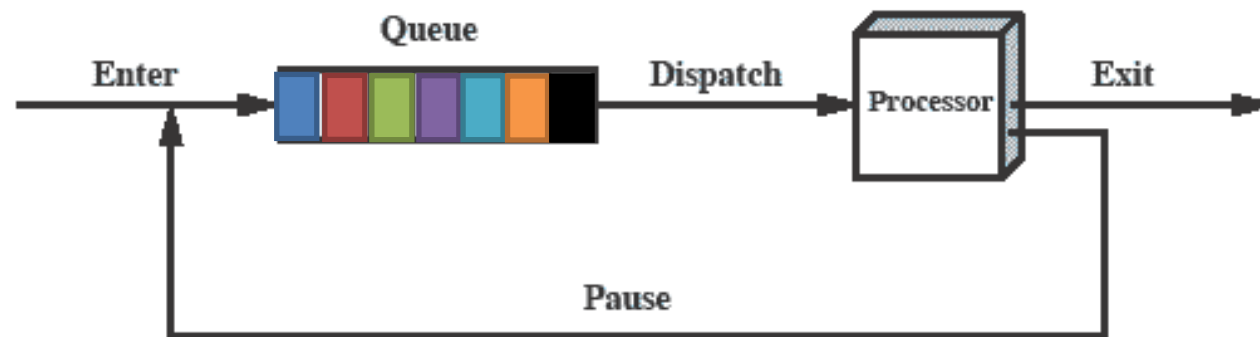 Queue
Enter
Dispatch
Processor
Exit
Pause